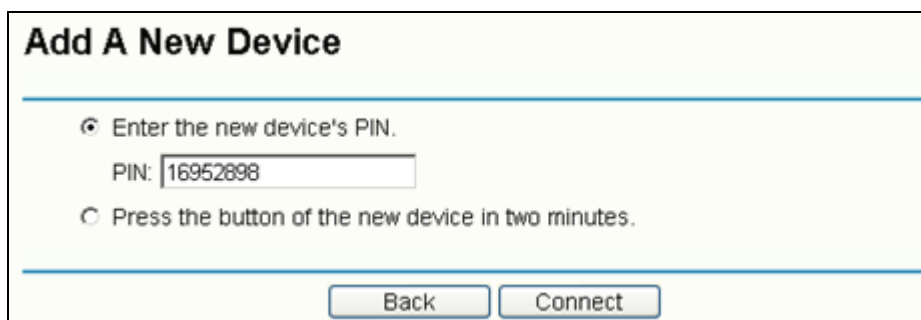 Add A New Device
Enter the new device's PIN.
PIN: 16952898
Press the button of the new device in two minutes.
Back Connect